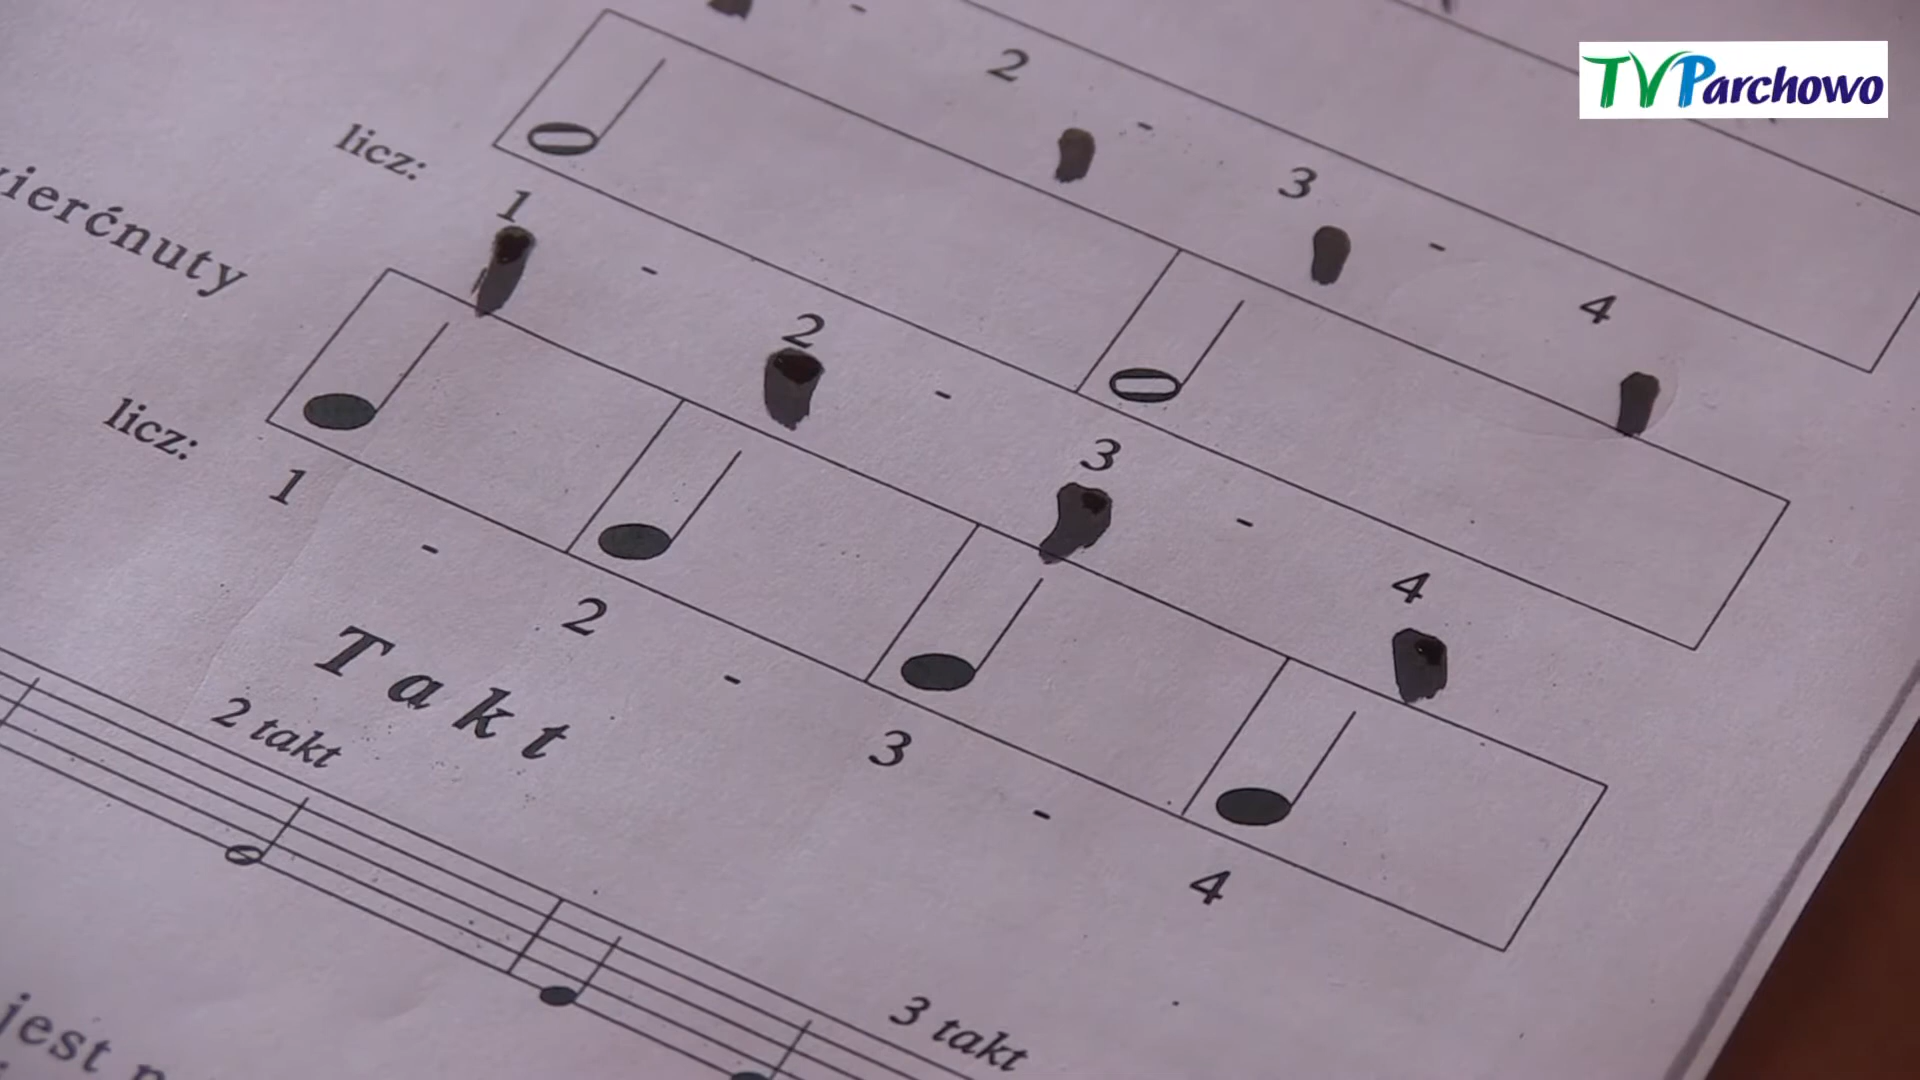 TVParchowo
2 - 3 - 4
licz: 1 - 2 - 3 - 4
licz: 1 - 2 - 3 - 4
Takt
2 takt
3 takt
jest